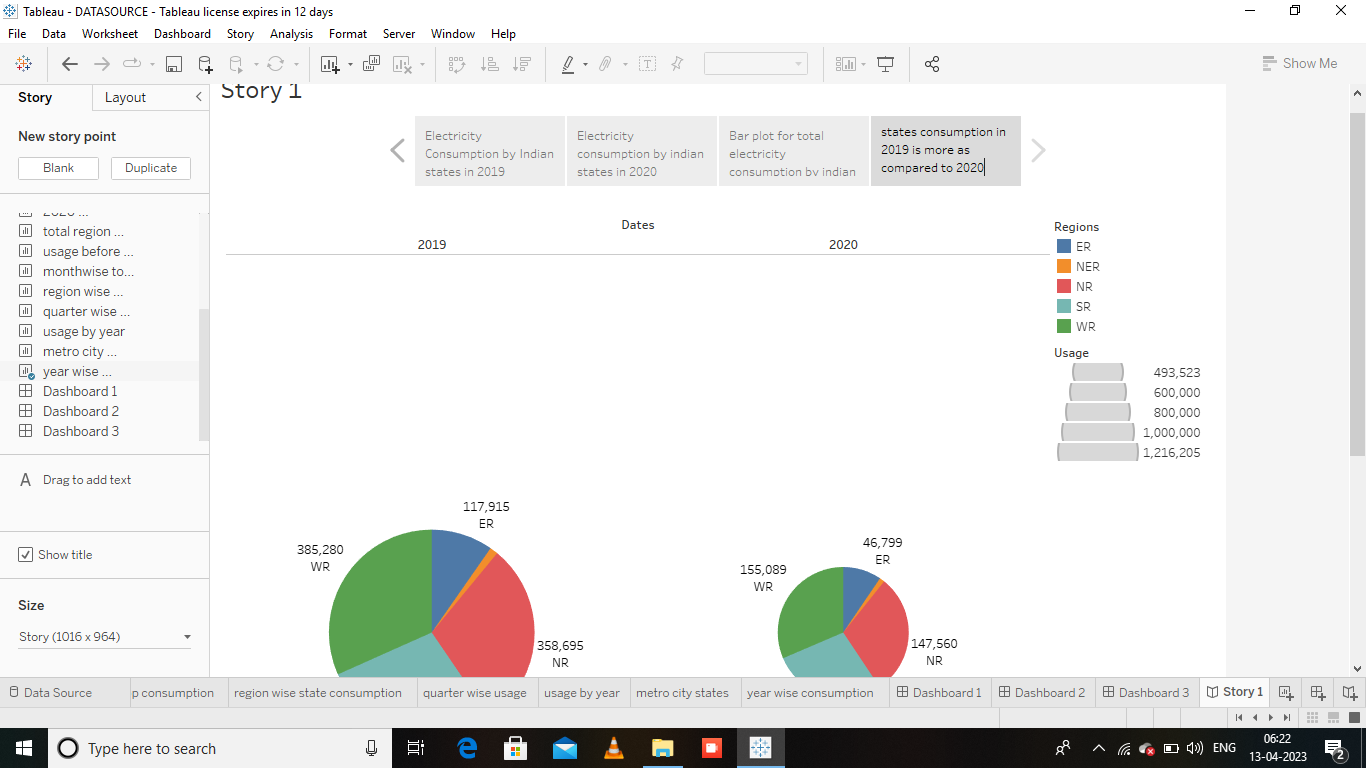 Tableau - DATASOURCE - Tableau license expires in 12 days
File Data Worksheet Dashboard Story Analysis Format Server Window Help
Show Me
Story Layout
New story point
Blank Duplicate
total region ...
usage before ...
monthwise to...
region wise ...
quarter wise ...
usage by year
metro city ...
year wise ...
Dashboard 1
Dashboard 2
Dashboard 3
A Drag to add text
Show title
Size
Story (1016 x 964)
Story 1
Electricity
Consumption by Indian
states in 2019
Electricity
consumption by indian
states in 2020
Bar plot for total
electricity
consumption by indian
states consumption in
2019 is more as
compared to 2020
Dates
2019 2020
Regions
ER
NER
NR
SR
WR
Usage
493,523
600,000
800,000
1,000,000
1,216,205
117,915
ER
385,280
WR
358,695
NR
46,799
ER
155,089
WR
147,560
NR
Data Source p consumption region wise state consumption quarter wise usage usage by year metro city states year wise consumption Dashboard 1 Dashboard 2 Dashboard 3 Story 1
Type here to search
ENG
06:22
13-04-2023
2